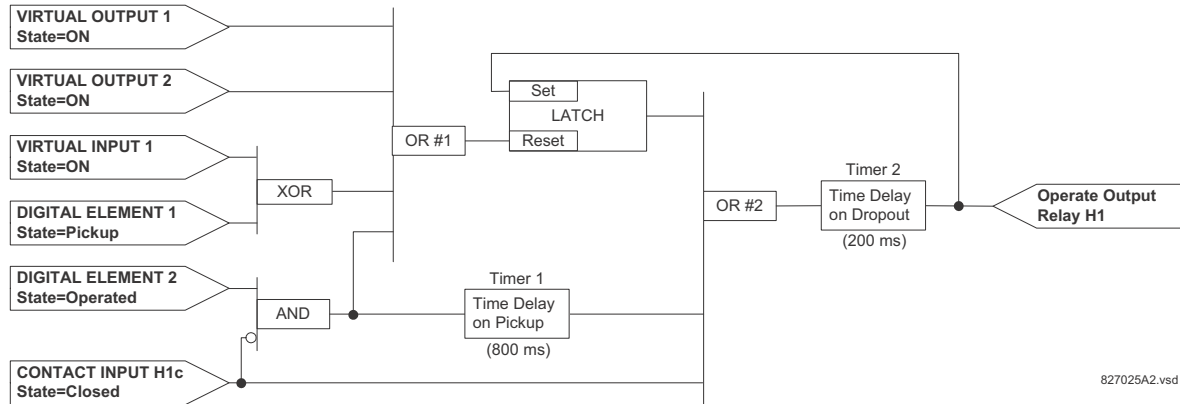 VIRTUAL OUTPUT 1
State=ON
VIRTUAL OUTPUT 2
State=ON
VIRTUAL INPUT 1
State=ON
DIGITAL ELEMENT 1
State=Pickup
DIGITAL ELEMENT 2
State=Operated
CONTACT INPUT H1c
State=Closed
XOR
AND
OR #1
Set
LATCH
Reset
Timer 1
Time Delay
on Pickup
(800 ms)
OR #2
Timer 2
Time Delay
on Dropout
(200 ms)
Operate Output
Relay H1
827025A2.vsd